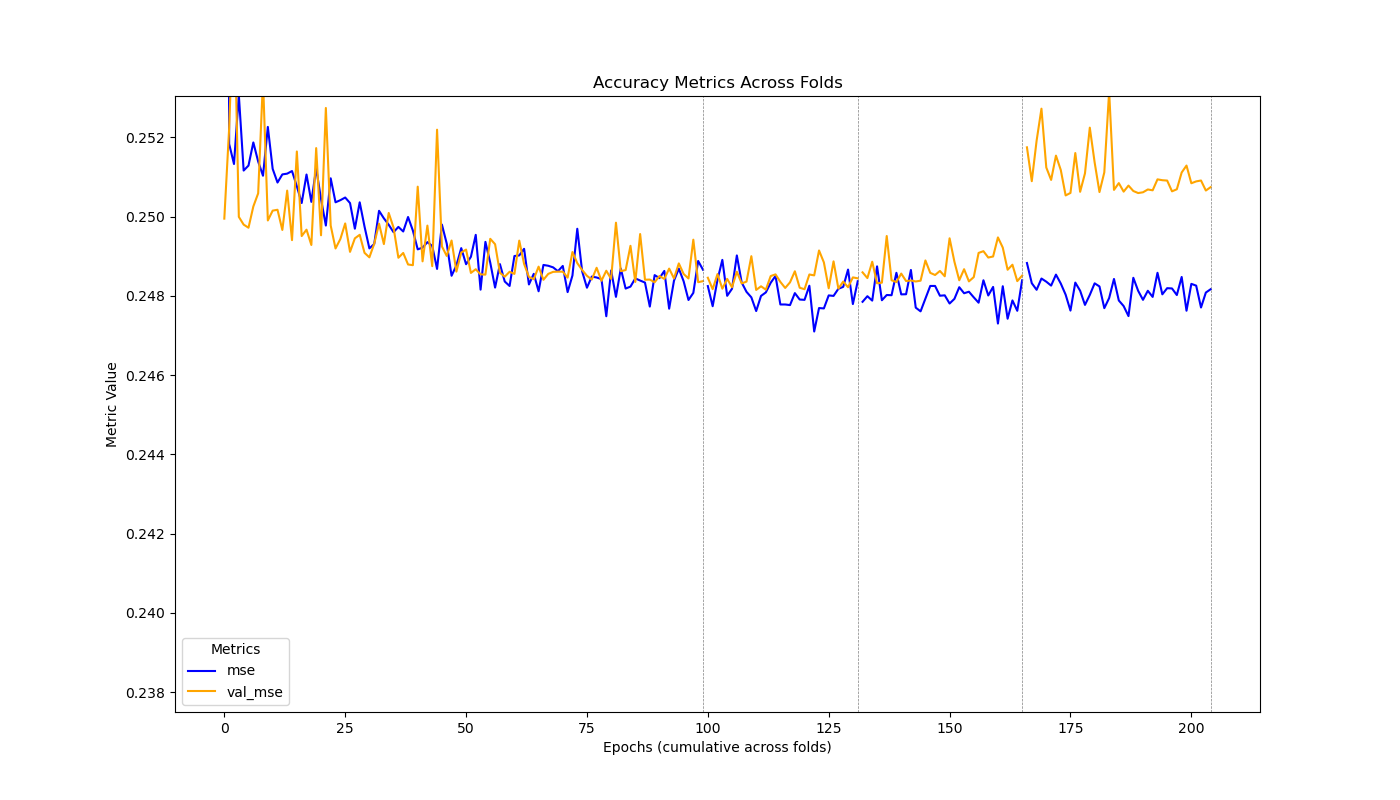 Accuracy Metrics Across Folds
Metric Value
0.252
0.250
0.248
0.246
0.244
0.242
0.240
0.238
Metrics
mse
val_mse
0 25 50 75 100 125 150 175 200
Epochs (cumulative across folds)